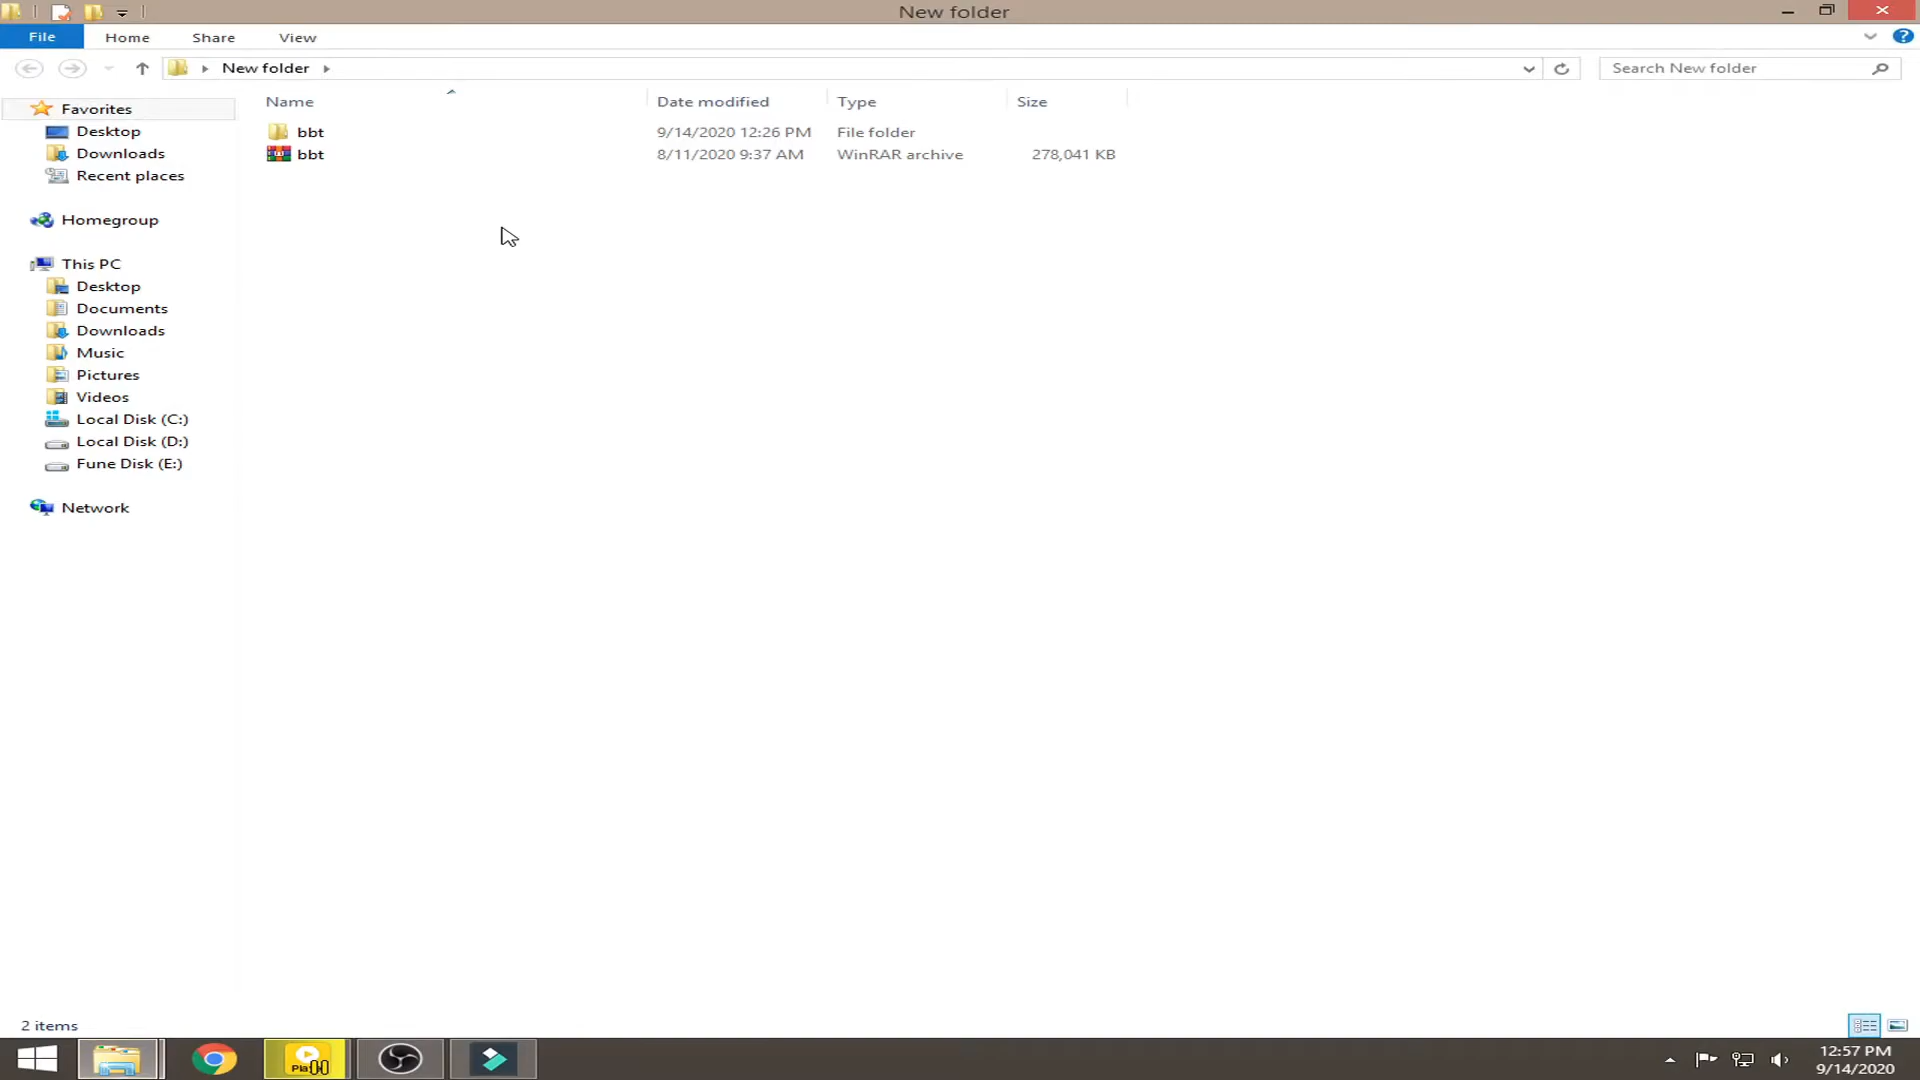 New folder
File Home Share View
New folder
Search New folder
Name Date modified Type Size
bbt 9/14/2020 12:26 PM File folder
bbt 8/11/2020 9:37 AM WinRAR archive 278,041 KB
Favorites
Desktop
Downloads
Recent places
Homegroup
This PC
Desktop
Documents
Downloads
Music
Pictures
Videos
Local Disk (C:)
Local Disk (D:)
Fune Disk (E:)
Network
2 items
12:57 PM
9/14/2020